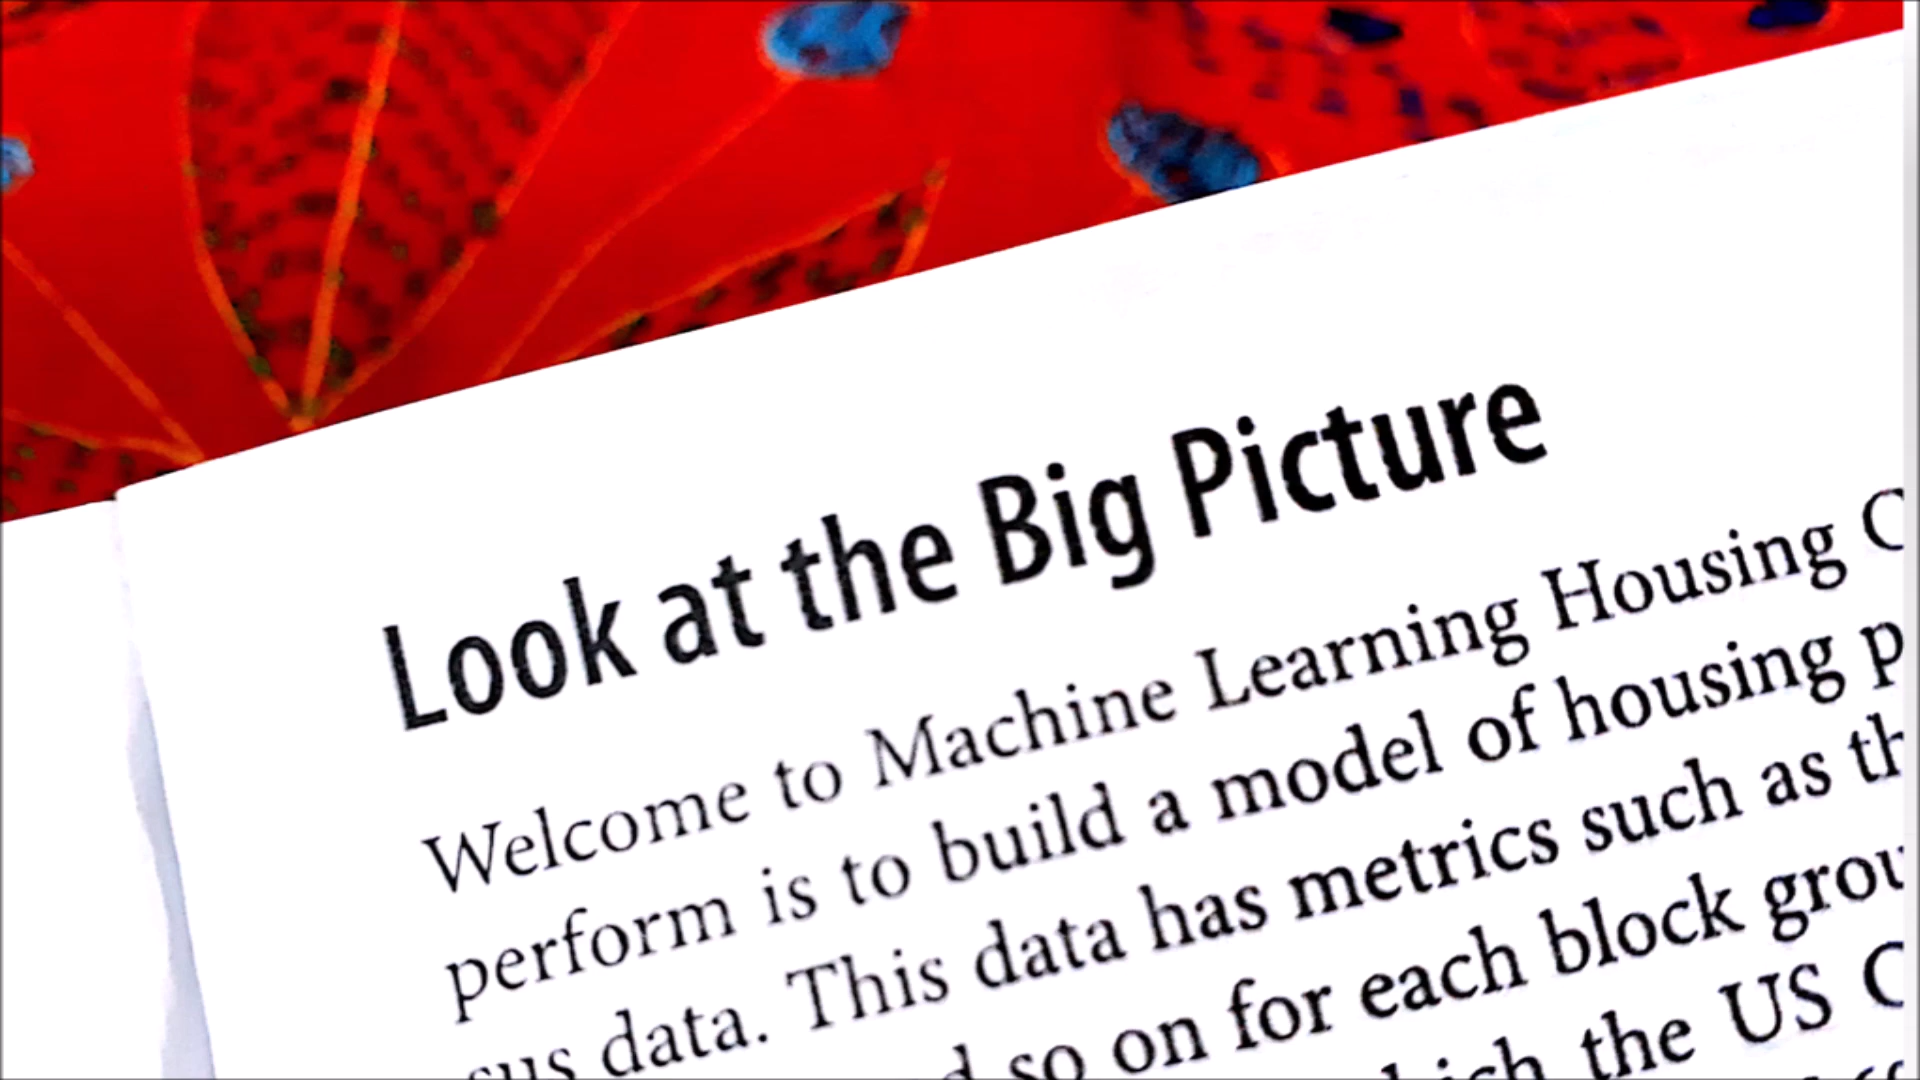 Look at the Big Picture
Welcome to Machine Learning Housing
perform is to build a model of housing
data. This data has metrics such as
so on for each block
the US